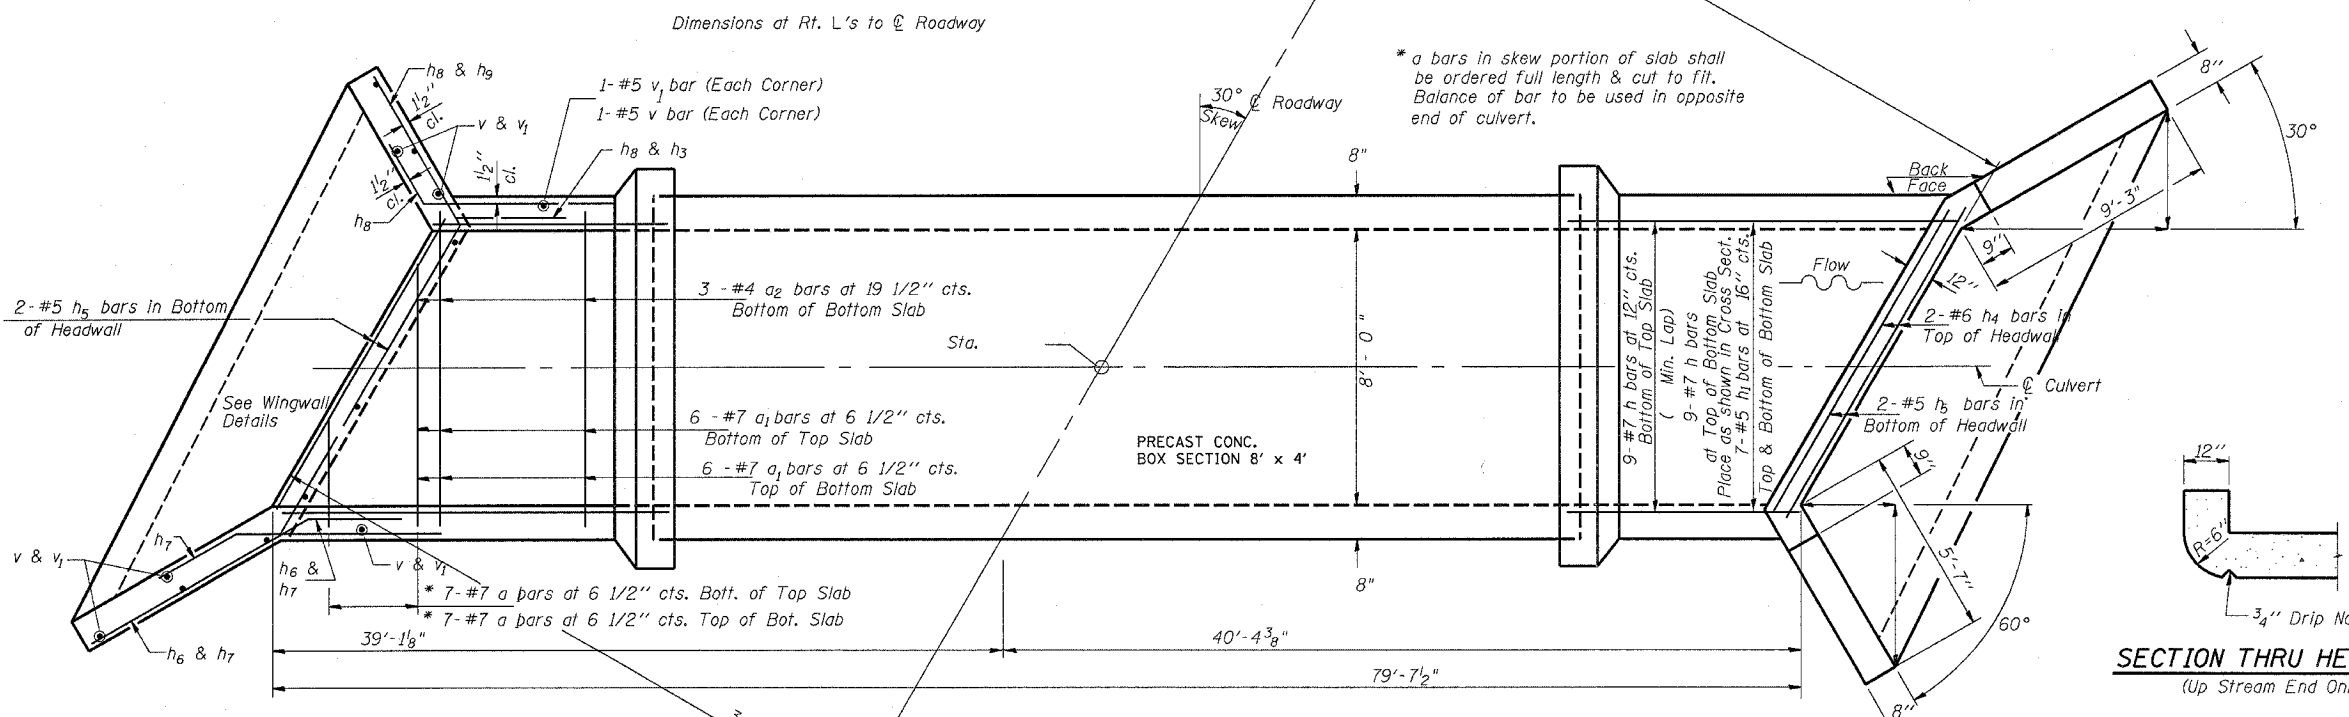 Dimensions at Rt. L's to ℄ Roadway
h8 & h9
1½" cl.
v & v1
1½" cl.
h8
1½" cl.
1-#5 v1 bar (Each Corner)
1-#5 v bar (Each Corner)
h8 & h3
30° Skew
℄ Roadway
* a bars in skew portion of slab shall
be ordered full length & cut to fit.
Balance of bar to be used in opposite
end of culvert.
8"
8"
30°
Back
Face
9'-3"
9"
12"
Flow
2-#5 h5 bars in Bottom
of Headwall
3 - #4 a2 bars at 19 1/2" cts.
Bottom of Bottom Slab
Sta.
8' - 0"
9-#7 h bars at 12" cts.
Bottom of Top Slab
( Min. Lap)
9-#7 h bars
at Top of Bottom Slab
Place as shown in Cross Sect.
7-#5 h1 bars at 16" cts.
Top & Bottom of Bottom Slab
2-#6 h4 bars in
Top of Headwall
℄ Culvert
See Wingwall
Details
6 - #7 a1 bars at 6 1/2" cts.
Bottom of Top Slab
6 - #7 a1 bars at 6 1/2" cts.
Top of Bottom Slab
PRECAST CONC.
BOX SECTION 8' x 4'
2-#5 h5 bars in
Bottom of Headwall
9"
5'-7"
60°
8"
12"
R=6"
¾" Drip
SECTION THRU
(Up Stream End
h7
v & v1
h6 &
h7
v & v1
h6 & h7
* 7-#7 a bars at 6 1/2" cts. Bott. of Top Slab
* 7-#7 a bars at 6 1/2" cts. Top of Bot. Slab
8"
39'-1⅛"
40'-4⅜"
79'-7½"